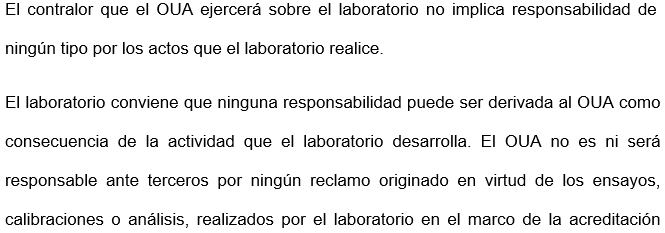 El contralor que el OUA ejercerá sobre el laboratorio no implica responsabilidad de
ningún tipo por los actos que el laboratorio realice.
El laboratorio conviene que ninguna responsabilidad puede ser derivada al OUA como
consecuencia de la actividad que el laboratorio desarrolla. El OUA no es ni será
responsable ante terceros por ningún reclamo originado en virtud de los ensayos,
calibraciones o análisis, realizados por el laboratorio en el marco de la acreditación